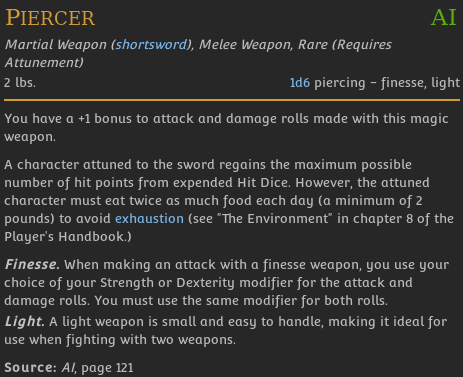 PIERCER AI
Martial Weapon (shortsword), Melee Weapon, Rare (Requires
Attunement)
2 lbs. 1d6 piercing – finesse, light
You have a +1 bonus to attack and damage rolls made with this magic
weapon.
A character attuned to the sword regains the maximum possible
number of hit points from expended Hit Dice. However, the attuned
character must eat twice as much food each day (a minimum of 2
pounds) to avoid exhaustion (see "The Environment" in chapter 8 of the
Player's Handbook.)
Finesse. When making an attack with a finesse weapon, you use your
choice of your Strength or Dexterity modifier for the attack and
damage rolls. You must use the same modifier for both rolls.
Light. A light weapon is small and easy to handle, making it ideal for
use when fighting with two weapons.
Source: AI, page 121